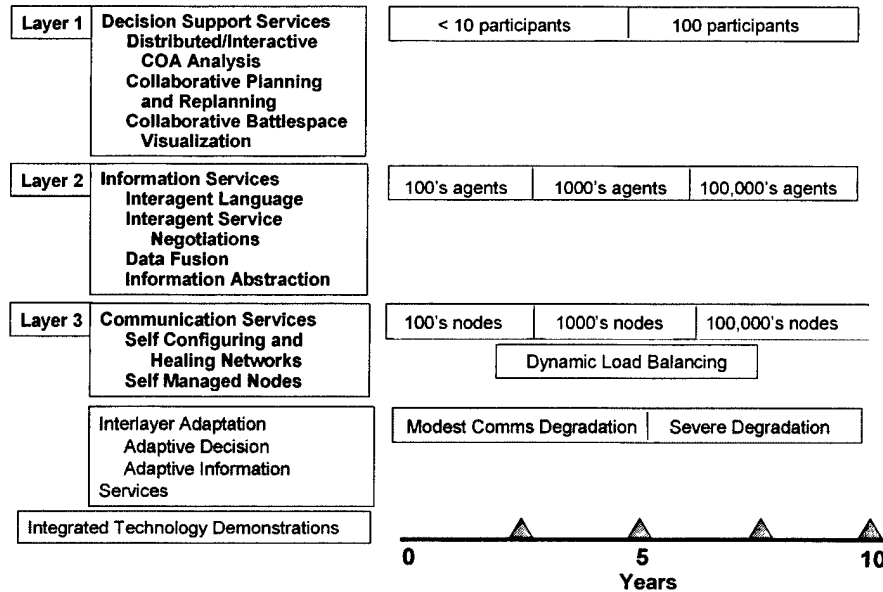 Layer 1
Decision Support Services
Distributed/Interactive
COA Analysis
Collaborative Planning
and Replanning
Collaborative Battlespace
Visualization
< 10 participants
100 participants
Layer 2
Information Services
Interagent Language
Interagent Service
Negotiations
Data Fusion
Information Abstraction
100's agents
1000's agents
100,000's agents
Layer 3
Communication Services
Self Configuring and
Healing Networks
Self Managed Nodes
100's nodes
1000's nodes
100,000's nodes
Dynamic Load Balancing
Interlayer Adaptation
Adaptive Decision
Adaptive Information
Services
Modest Comms Degradation
Severe Degradation
Integrated Technology Demonstrations
0
5
10
Years